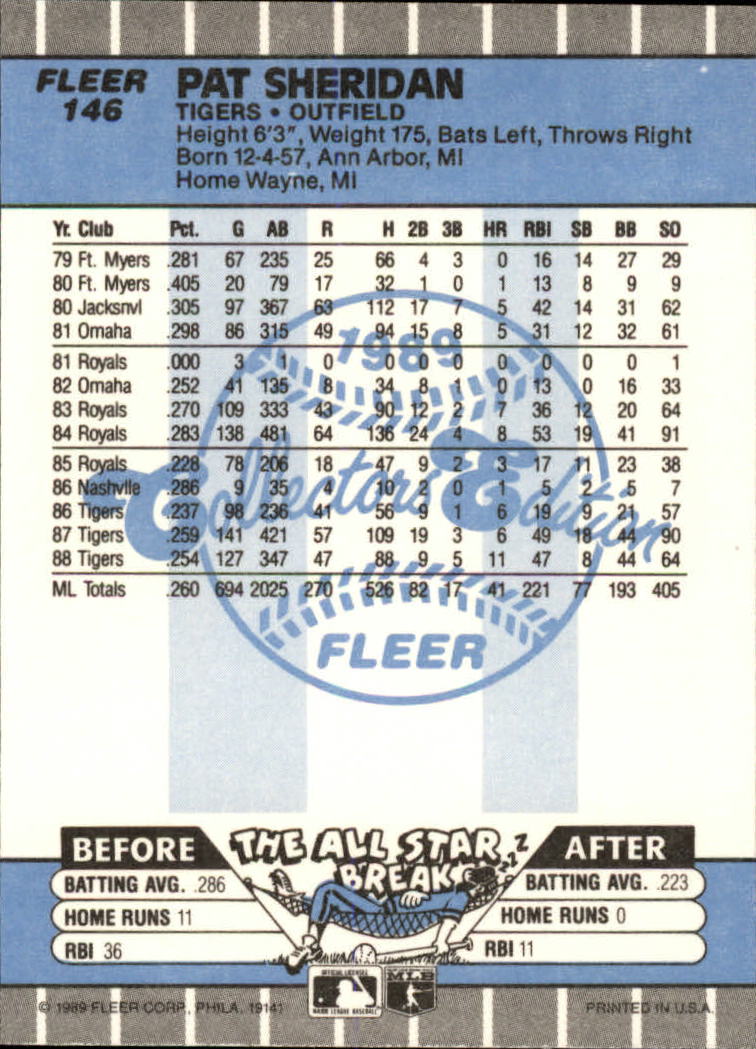 FLEER
146
PAT SHERIDAN
TIGERS • OUTFIELD
Height 6'3", Weight 175, Bats Left, Throws Right
Born 12-4-57, Ann Arbor, MI
Home Wayne, MI
Yr. Club Pct. G AB R H 2B 3B HR RBI SB BB SO
79 Ft. Myers .281 67 235 25 66 4 3 0 16 14 27 29
80 Ft. Myers .405 20 79 17 32 1 0 1 13 8 9 9
80 Jacksnvl .305 97 367 63 112 17 7 5 42 14 31 62
81 Omaha .298 86 315 49 94 15 8 5 31 12 32 61
81 Royals .000 3 1 0 0 0 0 0 0 0 0 1
82 Omaha .252 41 135 8 34 8 1 0 13 0 16 33
83 Royals .270 109 333 43 90 12 2 7 36 12 20 64
84 Royals .283 138 481 64 136 24 4 8 53 19 41 91
85 Royals .228 78 206 18 47 9 2 3 17 11 23 38
86 Nashvlle .286 9 35 4 10 2 0 1 5 2 5 7
86 Tigers .237 98 236 41 56 9 1 6 19 9 21 57
87 Tigers .259 141 421 57 109 19 3 6 49 18 44 90
88 Tigers .254 127 347 47 88 9 5 11 47 8 44 64
ML Totals .260 694 2025 270 526 82 17 41 221 77 193 405
1989
Collectors Edition
FLEER
BEFORE THE ALL STAR BREAK ZZZ AFTER
BATTING AVG. .286 BATTING AVG. .223
HOME RUNS 11 HOME RUNS 0
RBI 36 RBI 11
OFFICIAL LICENSEE MLB
MAJOR LEAGUE BASEBALL
© 1989 FLEER CORP., PHILA. 19141 PRINTED IN U.S.A.